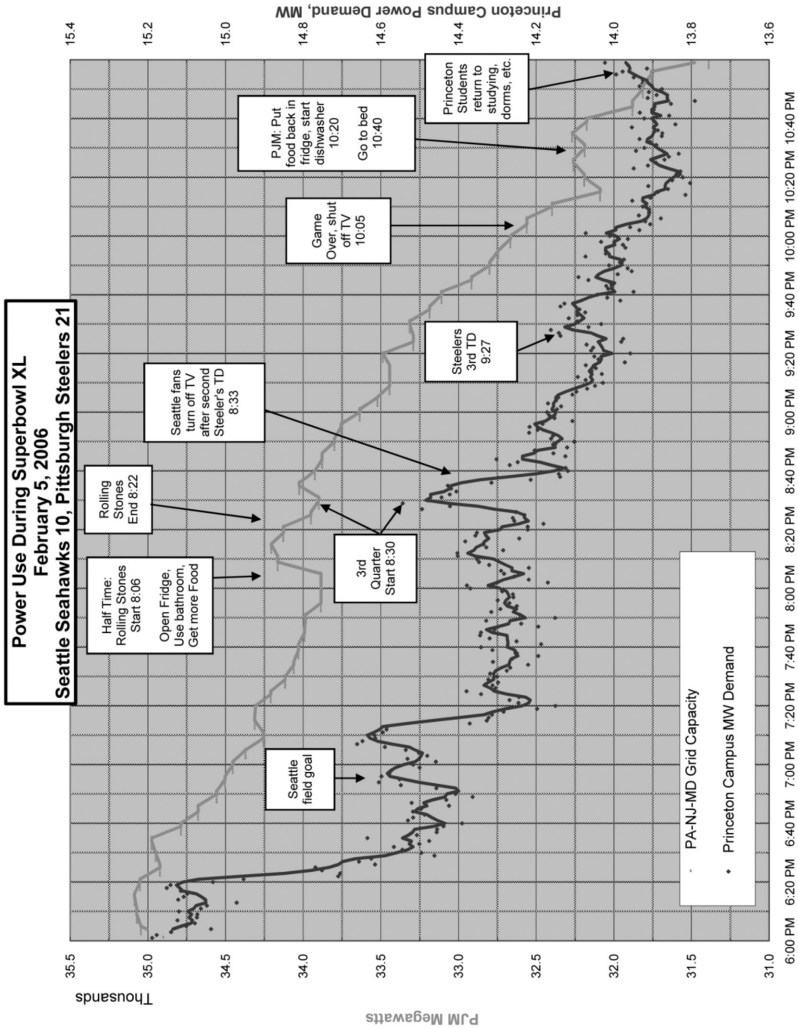 Power Use During Superbowl XL
February 5, 2006
Seattle Seahawks 10, Pittsburgh Steelers 21
Thousands
PJM Megawatts
35.5
35.0
34.5
34.0
33.5
33.0
32.5
32.0
31.5
31.0
Princeton Campus Power Demand, MW
15.4
15.2
15.0
14.8
14.6
14.4
14.2
14.0
13.8
13.6
Half Time:
Rolling Stones
Start 8:06
Open Fridge,
Use bathroom,
Get more Food
Rolling
Stones
End 8:22
Seattle fans
turn off TV
after second
Steeler's TD
8:33
Game
Over, shut
off TV
10:05
PJM: Put
food back in
fridge, start
dishwasher
10:20
Go to bed
10:40
Seattle
field goal
3rd
Quarter
Start 8:30
Steelers
3rd TD
9:27
Princeton
Students
return to
studying,
dorms, etc.
PA-NJ-MD Grid Capacity
Princeton Campus MW Demand
6:00 PM 6:20 PM 6:40 PM 7:00 PM 7:20 PM 7:40 PM 8:00 PM 8:20 PM 8:40 PM 9:00 PM 9:20 PM 9:40 PM 10:00 PM 10:20 PM 10:40 PM